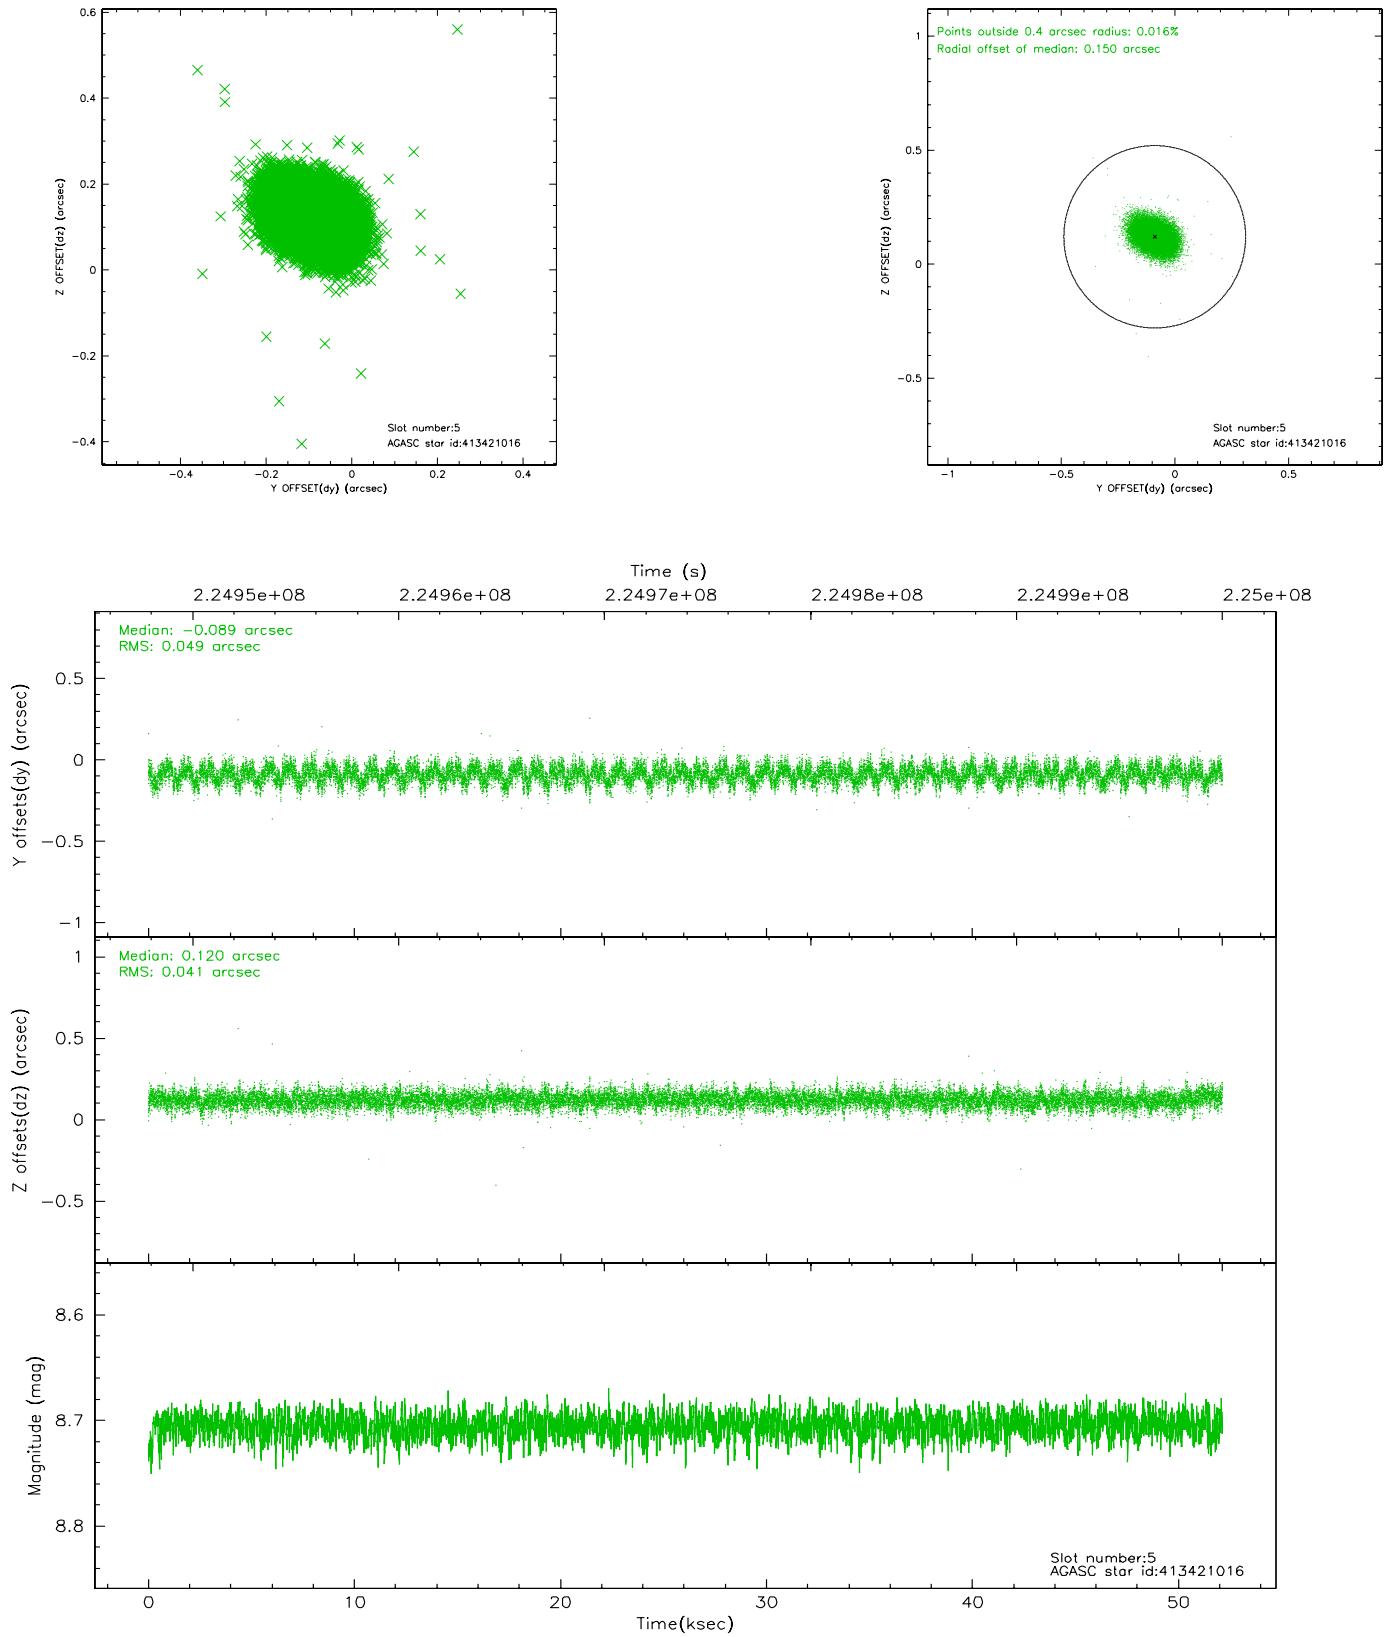 0.6
0.4
0.2
0
−0.2
−0.4
Z OFFSET(dz) (arcsec)
Slot number:5
AGASC star id:413421016
−0.4 −0.2 0 0.2 0.4
Y OFFSET(dy) (arcsec)
Points outside 0.4 arcsec radius: 0.016%
Radial offset of median: 0.150 arcsec
1
0.5
0
−0.5
Z OFFSET(dz) (arcsec)
Slot number:5
AGASC star id:413421016
−1 −0.5 0 0.5
Y OFFSET(dy) (arcsec)
Time (s)
2.2495e+08 2.2496e+08 2.2497e+08 2.2498e+08 2.2499e+08 2.25e+08
Median: −0.089 arcsec
RMS: 0.049 arcsec
0.5
0
−0.5
−1
Y offsets(dy) (arcsec)
Median: 0.120 arcsec
RMS: 0.041 arcsec
1
0.5
0
−0.5
Z offsets(dz) (arcsec)
8.6
8.7
8.8
Magnitude (mag)
Slot number:5
AGASC star id:413421016
0 10 20 30 40 50
Time(ksec)